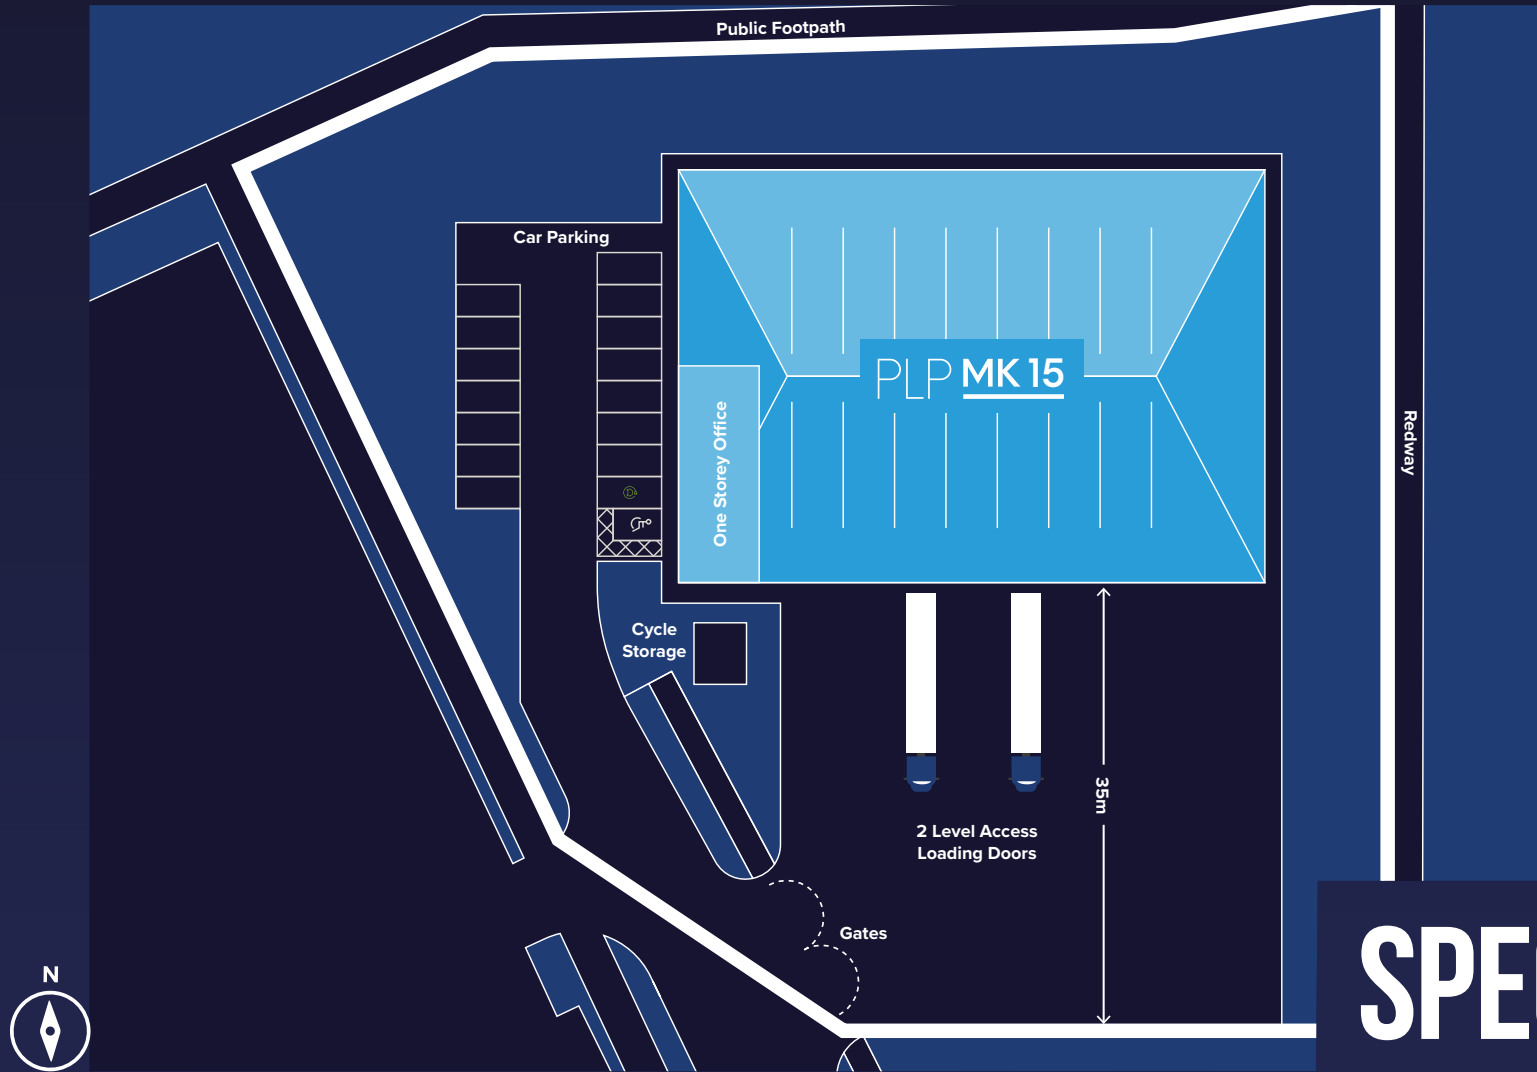 Public Footpath
Car Parking
PLP MK 15
One Storey Office
Redway
Cycle
Storage
35m
2 Level Access
Loading Doors
Gates
N